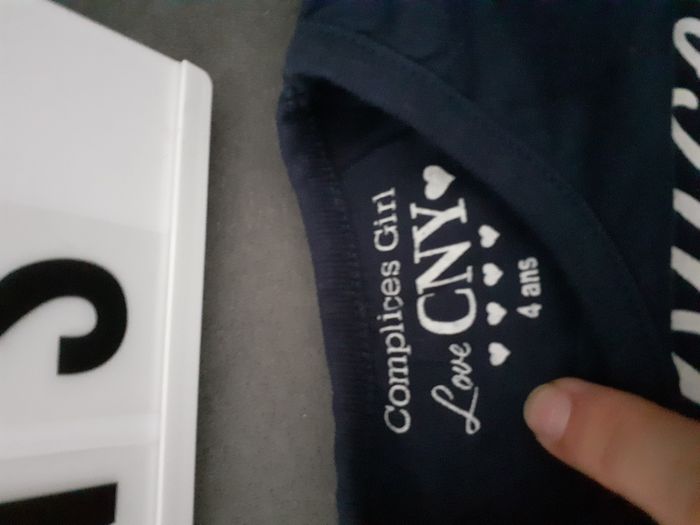 Complices Girl
Love CNY
4 ans